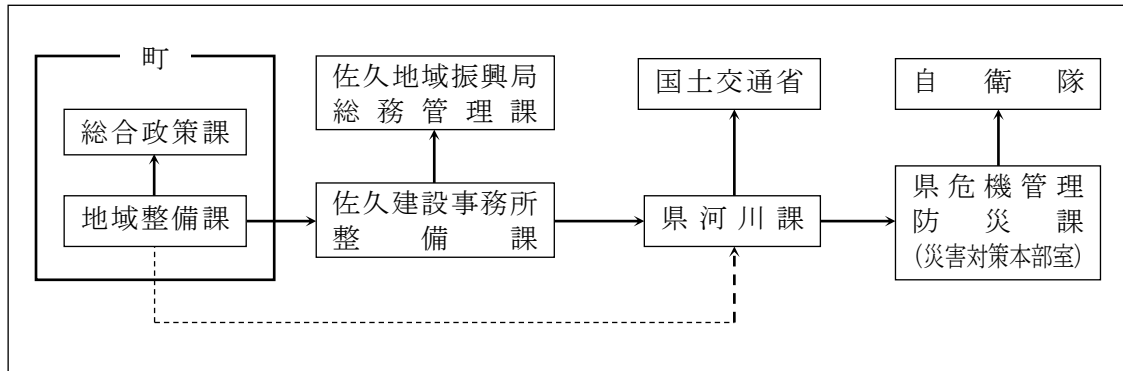 町
総合政策課
地域整備課
佐久地域振興局
総務管理課
佐久建設事務所
整備課
国土交通省
県河川課
自衛隊
県危機管理
防災課
(災害対策本部室)